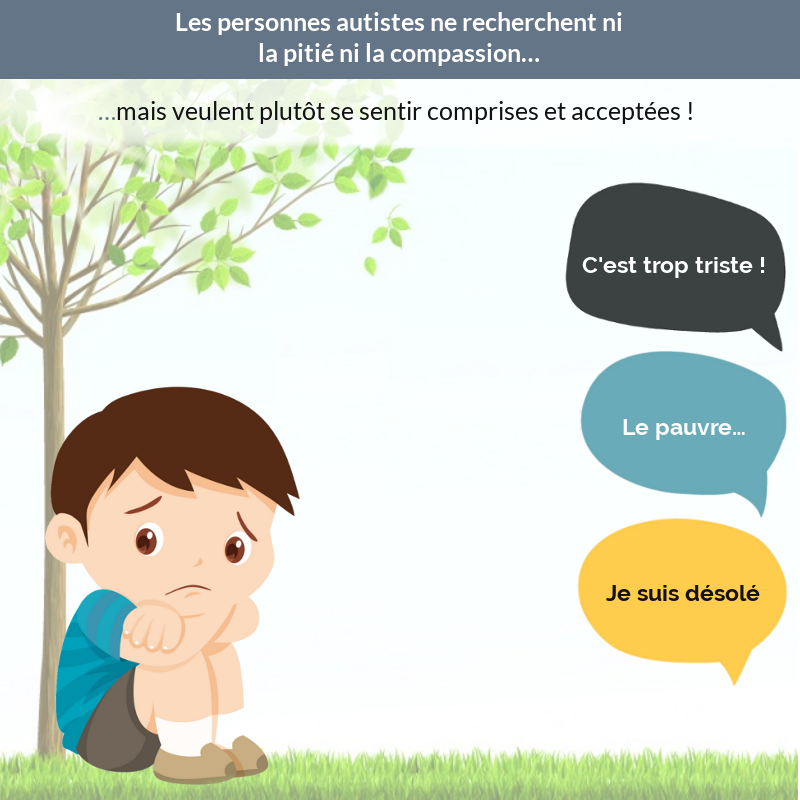 Les personnes autistes ne recherchent ni
la pitié ni la compassion...
...mais veulent plutôt se sentir comprises et acceptées !
C'est trop triste !
Le pauvre...
Je suis désolé